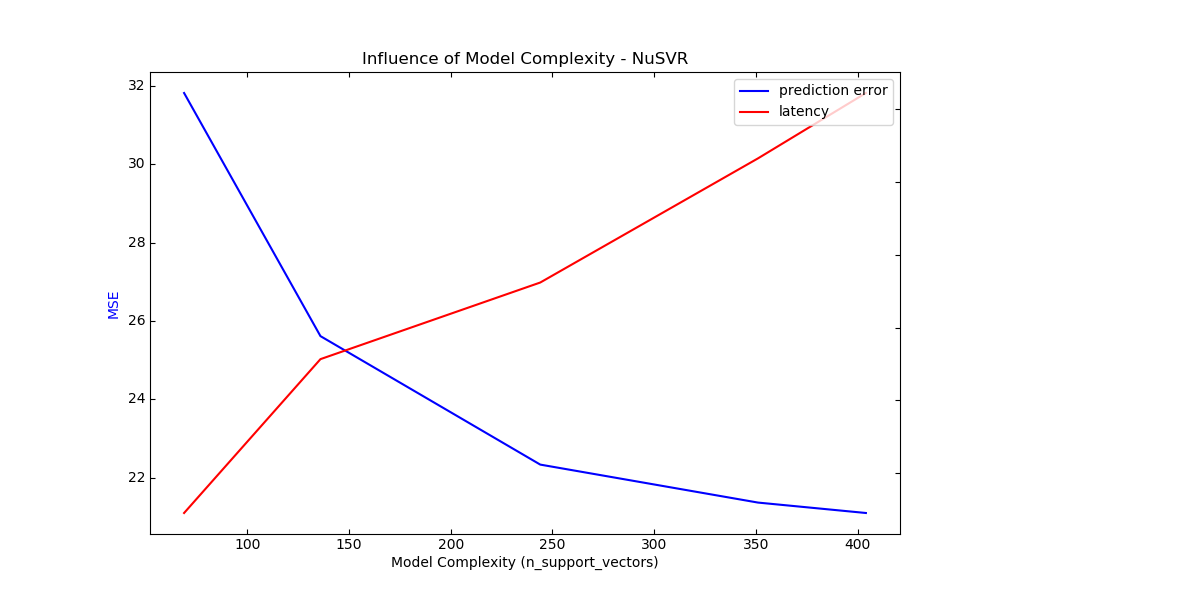 Influence of Model Complexity - NuSVR
prediction error
latency
32
30
28
26
24
22
MSE
100 150 200 250 300 350 400
Model Complexity (n_support_vectors)